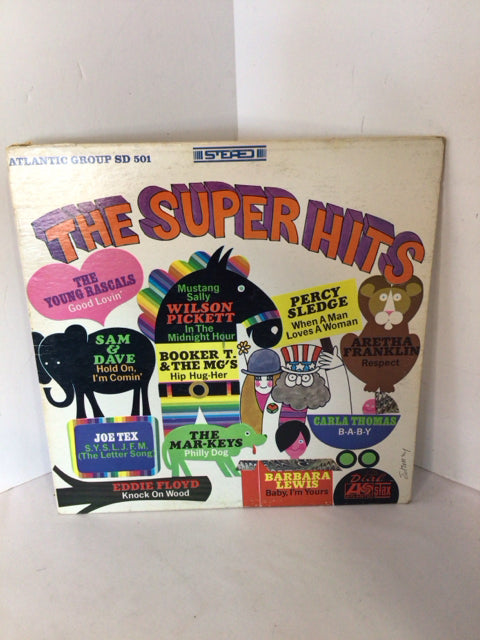 ATLANTIC GROUP SD 501
STEREO
THE SUPER HITS
THE
YOUNG RASCALS
Good Lovin'
Mustang
Sally
WILSON
PICKETT
In The
Midnight Hour
PERCY
SLEDGE
When A Man
Loves A Woman
SAM
&
DAVE
Hold On,
I'm Comin'
BOOKER T.
& THE MG'S
Hip Hug-Her
ARETHA
FRANKLIN
Respect
CARLA THOMAS
B-A-B-Y
JOE TEX
S.Y.S.L.J.F.M.
(The Letter Song)
THE
MAR-KEYS
Philly Dog
EDDIE FLOYD
Knock On Wood
BARBARA
LEWIS
Baby, I'm Yours
Dial
stax